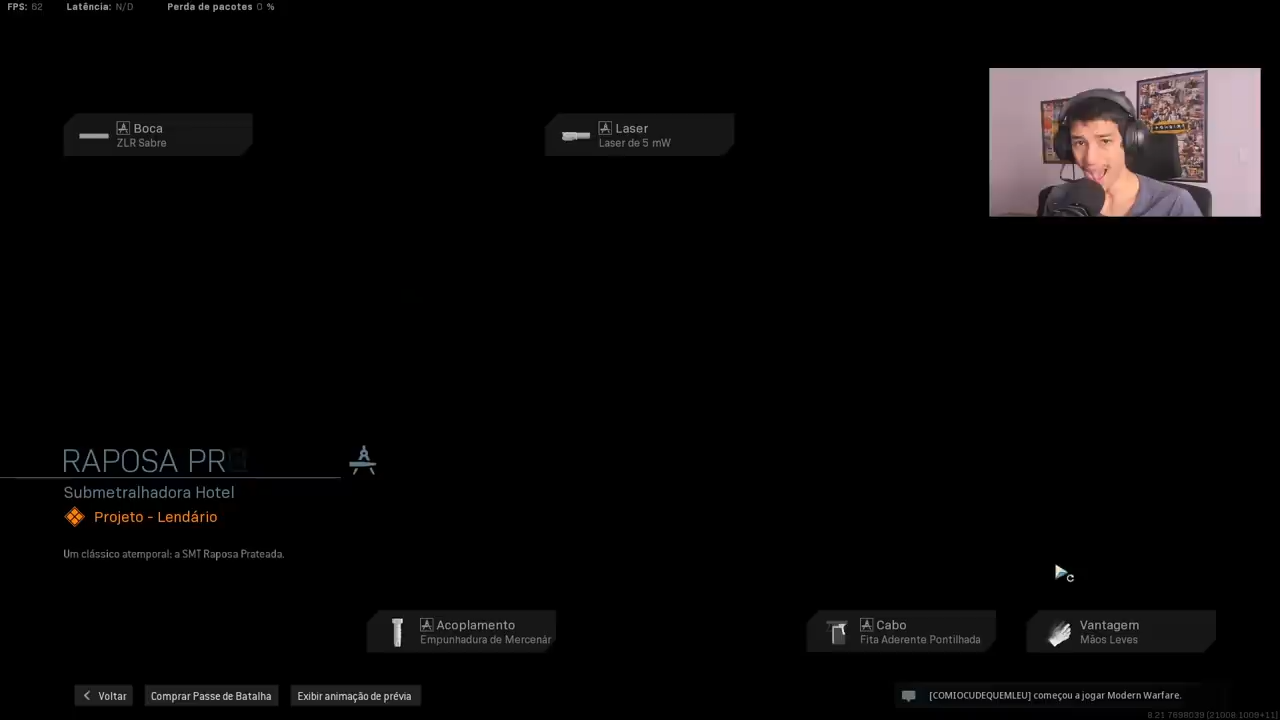 FPS: 62 Latência: N/D Perda de pacotes 0 %
Boca
ZLR Sabre
Laser
Laser de 5 mW
RAPOSA PR
Submetralhadora Hotel
Projeto - Lendário
Um clássico atemporal: a SMT Raposa Prateada.
Acoplamento
Empunhadura de Mercenár
Cabo
Fita Aderente Pontilhada
Vantagem
Mãos Leves
Voltar
Comprar Passe de Batalha
Exibir animação de prévia
[COMIOCUDEQUEMLEU] começou a jogar Modern Warfare.